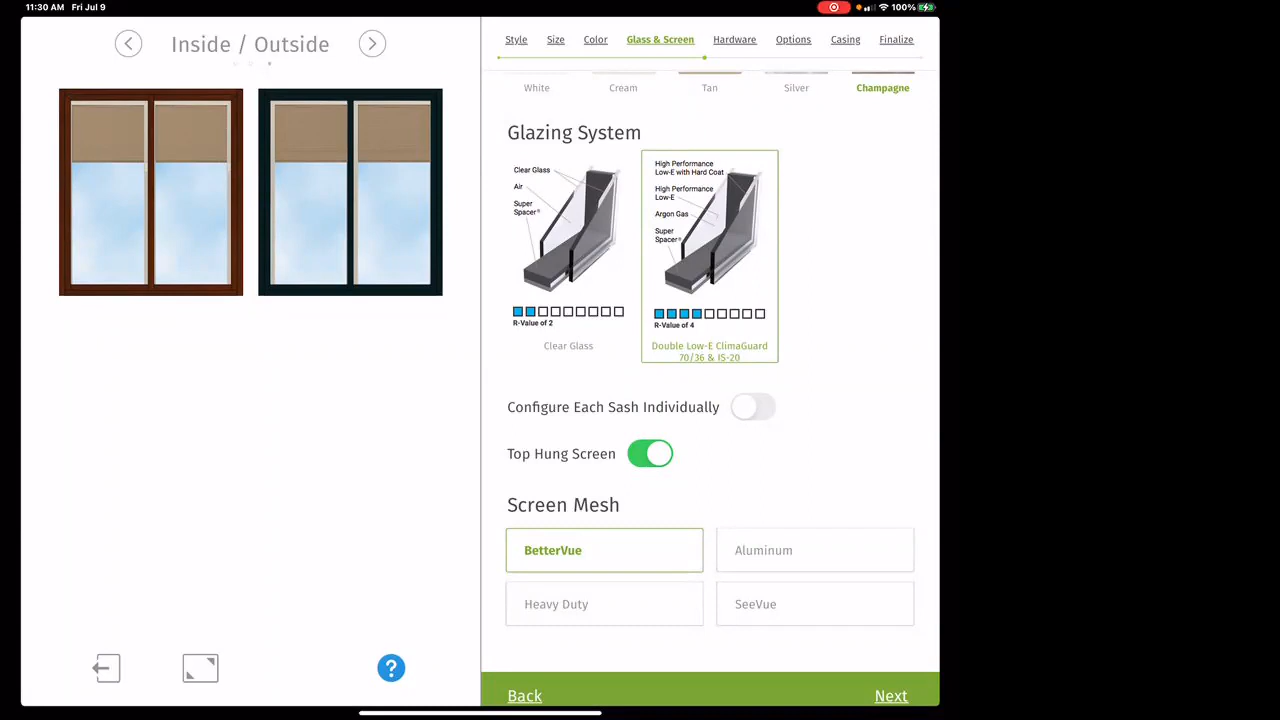 11:30 AM Fri Jul 9
100%
Inside / Outside
Style Size Color Glass & Screen Hardware Options Casing Finalize
White Cream Tan Silver Champagne
Glazing System
Clear Glass
Air
Super
Spacer®
R-Value of 2
Clear Glass
High Performance
Low-E with Hard Coat
High Performance
Low-E
Argon Gas
Super
Spacer®
R-Value of 4
Double Low-E ClimaGuard
70/36 & IS-20
Configure Each Sash Individually
Top Hung Screen
Screen Mesh
BetterVue Aluminum
Heavy Duty SeeVue
?
Back Next